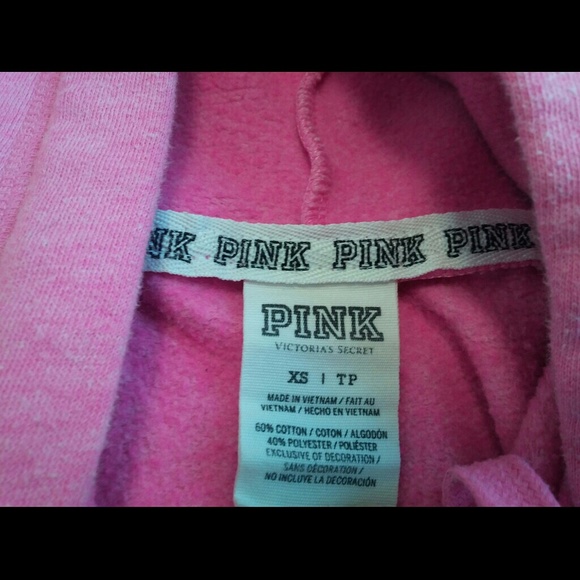 NK PINK PINK PINK
PINK
VICTORIA'S SECRET
XS | TP
MADE IN VIETNAM / FAIT AU
VIETNAM / HECHO EN VIETNAM
60% COTTON / COTON / ALGODÓN
40% POLYESTER / POLIÉSTER
EXCLUSIVE OF DECORATION /
SANS DÉCORATION /
NO INCLUYE LA DECORACIÓN